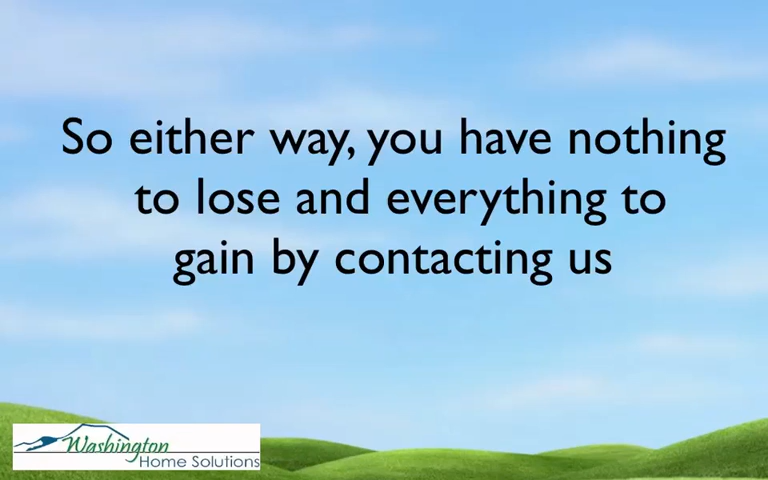 So either way, you have nothing
to lose and everything to
gain by contacting us
Washington
Home Solutions